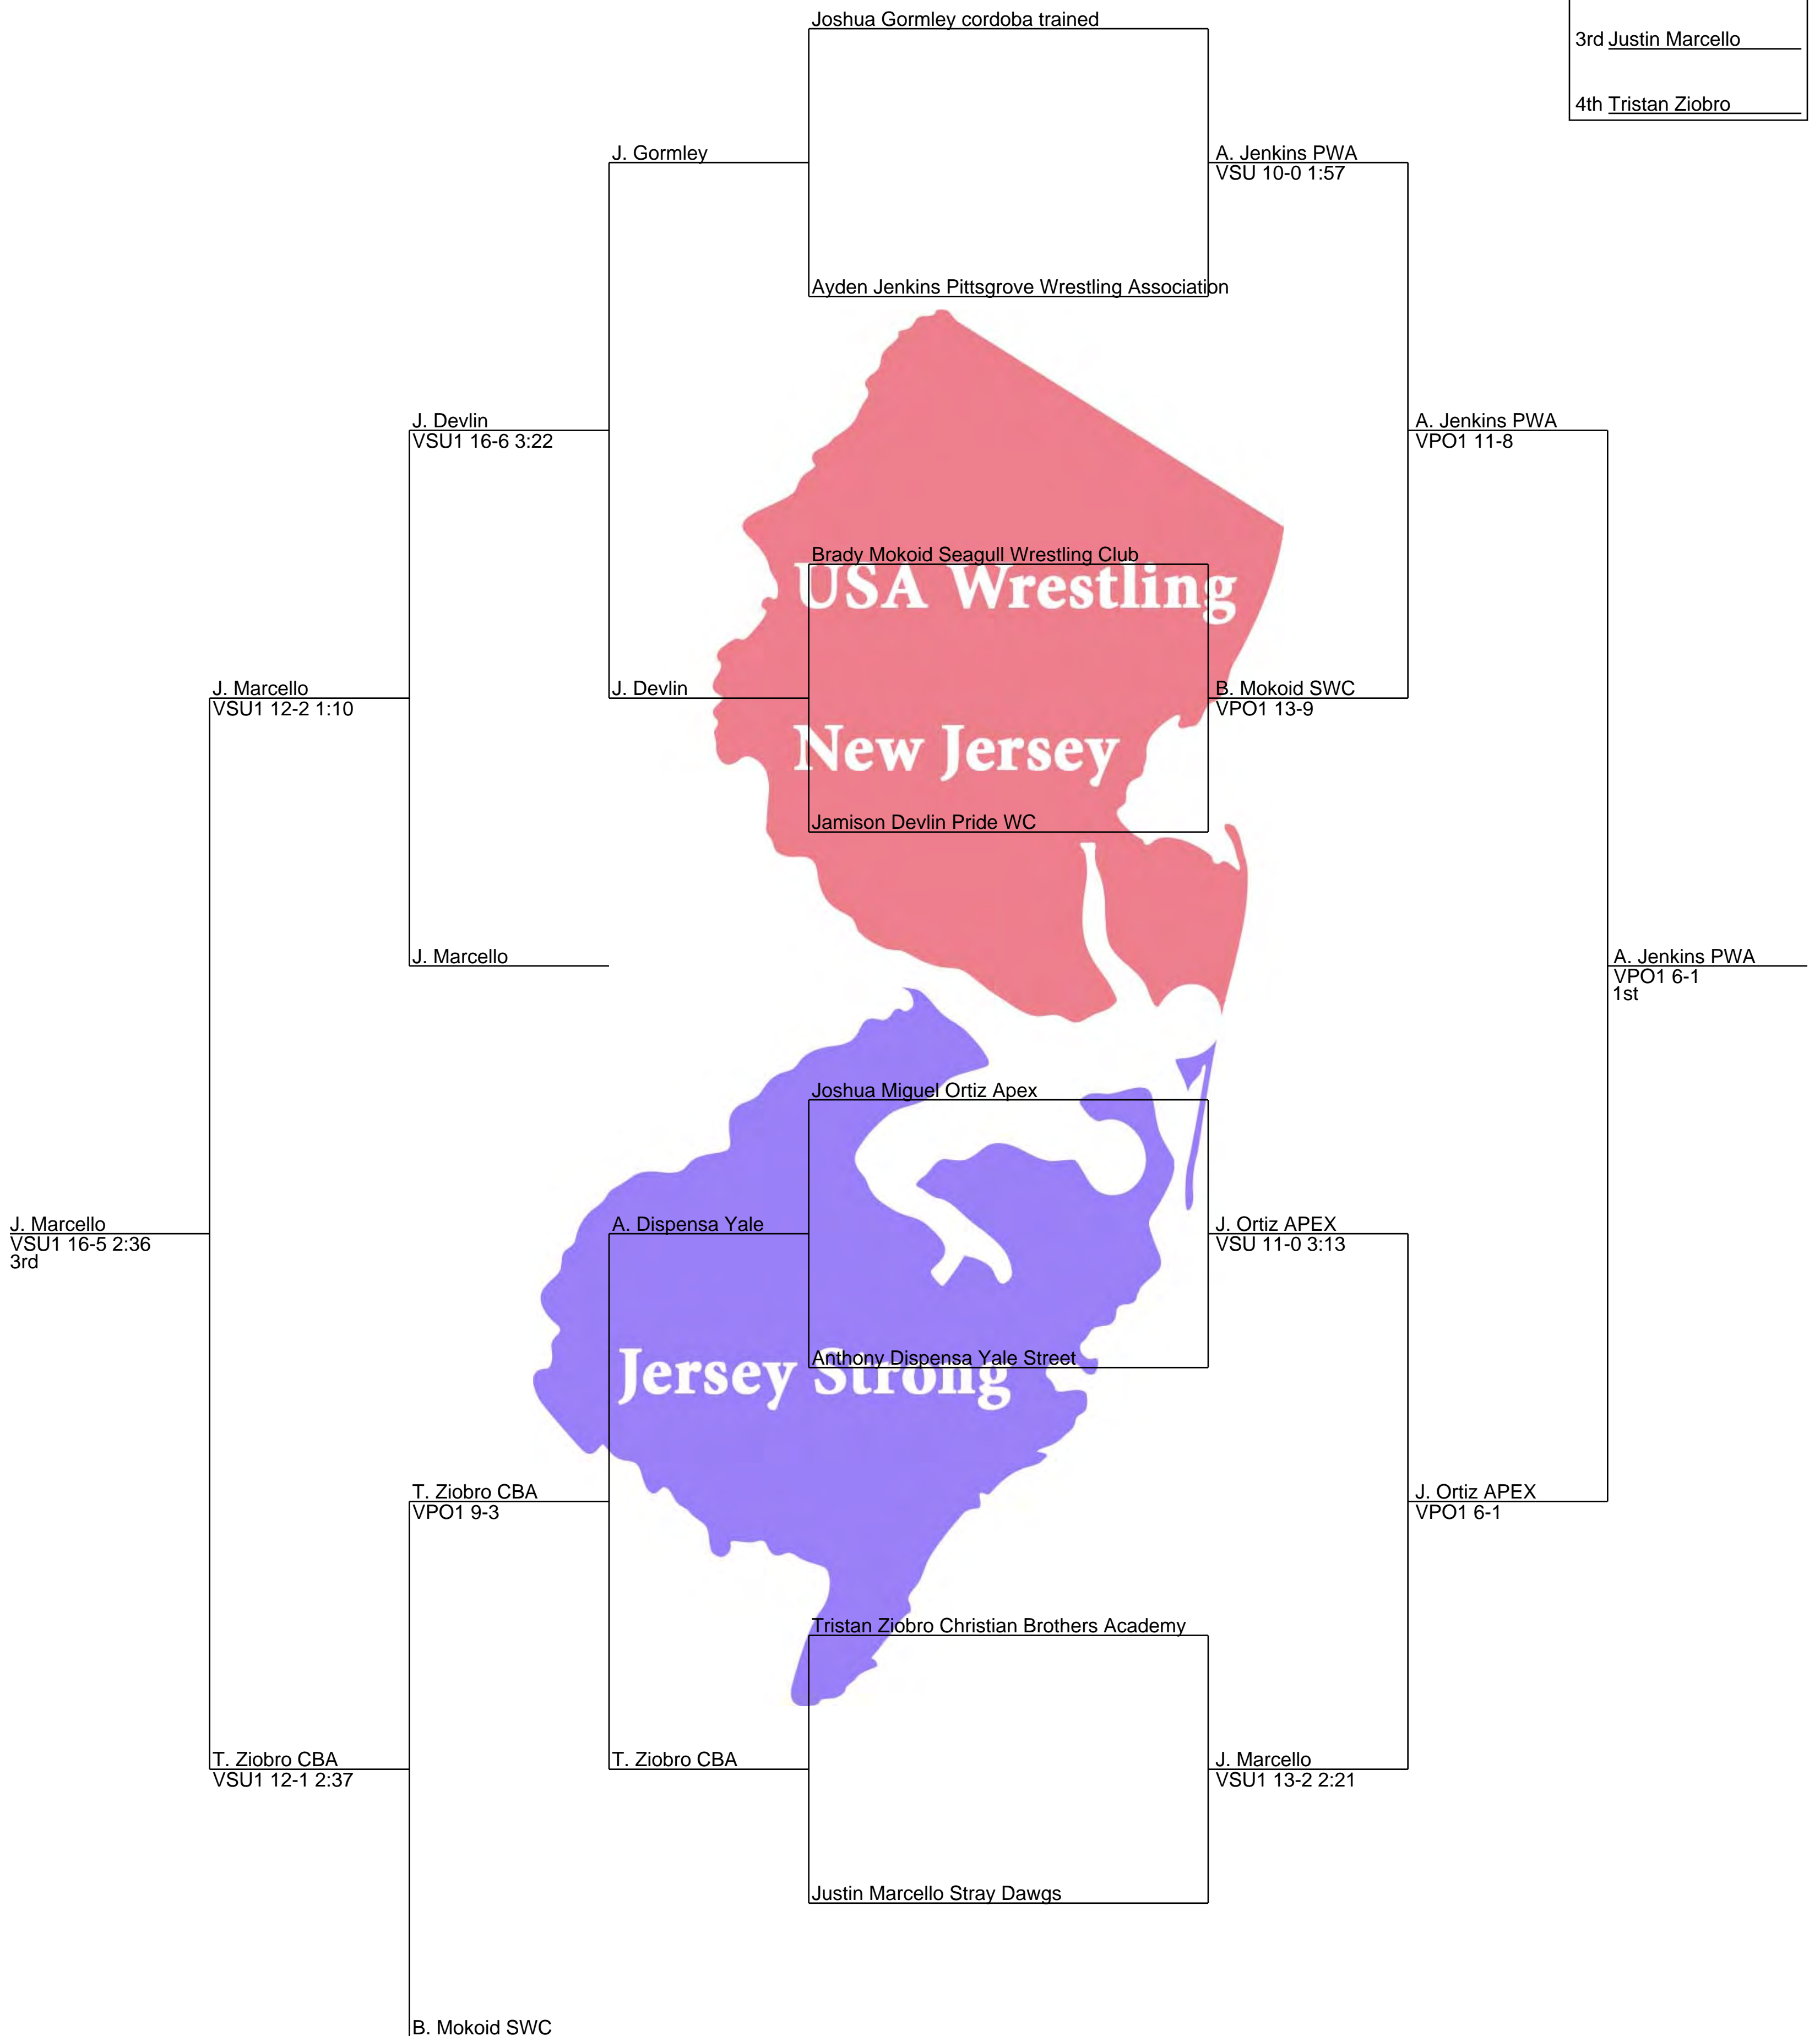 Joshua Gormley cordoba trained
3rd Justin Marcello
4th Tristan Ziobro
J. Gormley
A. Jenkins PWA
VSU 10-0 1:57
Ayden Jenkins Pittsgrove Wrestling Association
J. Devlin
VSU1 16-6 3:22
A. Jenkins PWA
VPO1 11-8
Brady Mokoid Seagull Wrestling Club
USA Wrestling
J. Marcello
VSU1 12-2 1:10
J. Devlin
B. Mokoid SWC
VPO1 13-9
New Jersey
Jamison Devlin Pride WC
J. Marcello
A. Jenkins PWA
VPO1 6-1
1st
Joshua Miguel Ortiz Apex
J. Marcello
VSU1 16-5 2:36
3rd
A. Dispensa Yale
J. Ortiz APEX
VSU 11-0 3:13
Anthony Dispensa Yale Street
Jersey Strong
T. Ziobro CBA
VPO1 9-3
J. Ortiz APEX
VPO1 6-1
Tristan Ziobro Christian Brothers Academy
T. Ziobro CBA
VSU1 12-1 2:37
T. Ziobro CBA
J. Marcello
VSU1 13-2 2:21
Justin Marcello Stray Dawgs
B. Mokoid SWC